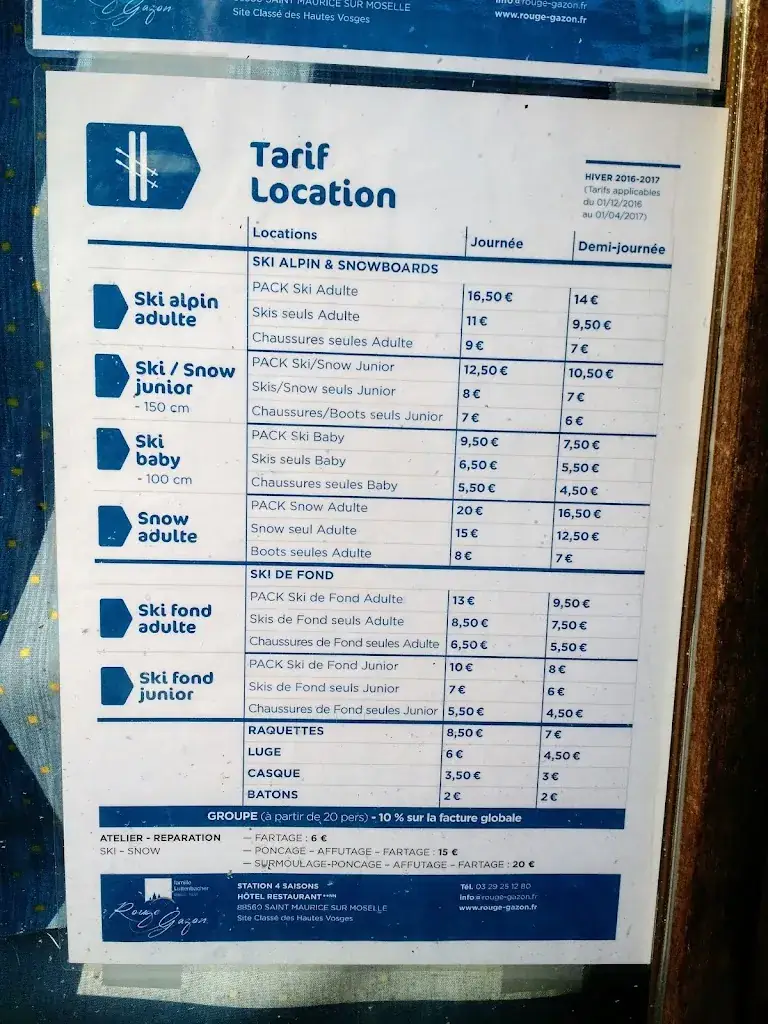 Rouge Gazon
SAINT MAURICE SUR MOSELLE
Site Classé des Hautes Vosges
info@rouge-gazon.fr
www.rouge-gazon.fr
Tarif
Location
HIVER 2016-2017
(Tarifs applicables
du 01/12/2016
au 01/04/2017)
Locations Journée Demi-journée
SKI ALPIN & SNOWBOARDS
Ski alpin
adulte
PACK Ski Adulte 16,50 € 14 €
Skis seuls Adulte 11 € 9,50 €
Chaussures seules Adulte 9 € 7 €
Ski / Snow
junior
- 150 cm
PACK Ski/Snow Junior 12,50 € 10,50 €
Skis/Snow seuls Junior 8 € 7 €
Chaussures/Boots seuls Junior 7 € 6 €
Ski
baby
- 100 cm
PACK Ski Baby 9,50 € 7,50 €
Skis seuls Baby 6,50 € 5,50 €
Chaussures seules Baby 5,50 € 4,50 €
Snow
adulte
PACK Snow Adulte 20 € 16,50 €
Snow seul Adulte 15 € 12,50 €
Boots seules Adulte 8 € 7 €
SKI DE FOND
Ski fond
adulte
PACK Ski de Fond Adulte 13 € 9,50 €
Skis de Fond seuls Adulte 8,50 € 7,50 €
Chaussures de Fond seules Adulte 6,50 € 5,50 €
Ski fond
junior
PACK Ski de Fond Junior 10 € 8 €
Skis de Fond seuls Junior 7 € 6 €
Chaussures de Fond seules Junior 5,50 € 4,50 €
RAQUETTES 8,50 € 7 €
LUGE 6 € 4,50 €
CASQUE 3,50 € 3 €
BATONS 2 € 2 €
GROUPE (à partir de 20 pers) - 10 % sur la facture globale
ATELIER - REPARATION
SKI - SNOW
— FARTAGE : 6 €
— PONCAGE - AFFUTAGE - FARTAGE : 15 €
— SURMOULAGE-PONCAGE - AFFUTAGE - FARTAGE : 20 €
famille
Luttenbacher
Rouge Gazon
STATION 4 SAISONS
HÔTEL RESTAURANT
88560 SAINT MAURICE SUR MOSELLE
Site Classé des Hautes Vosges
Tél. 03 29 25 12 80
info@rouge-gazon.fr
www.rouge-gazon.fr